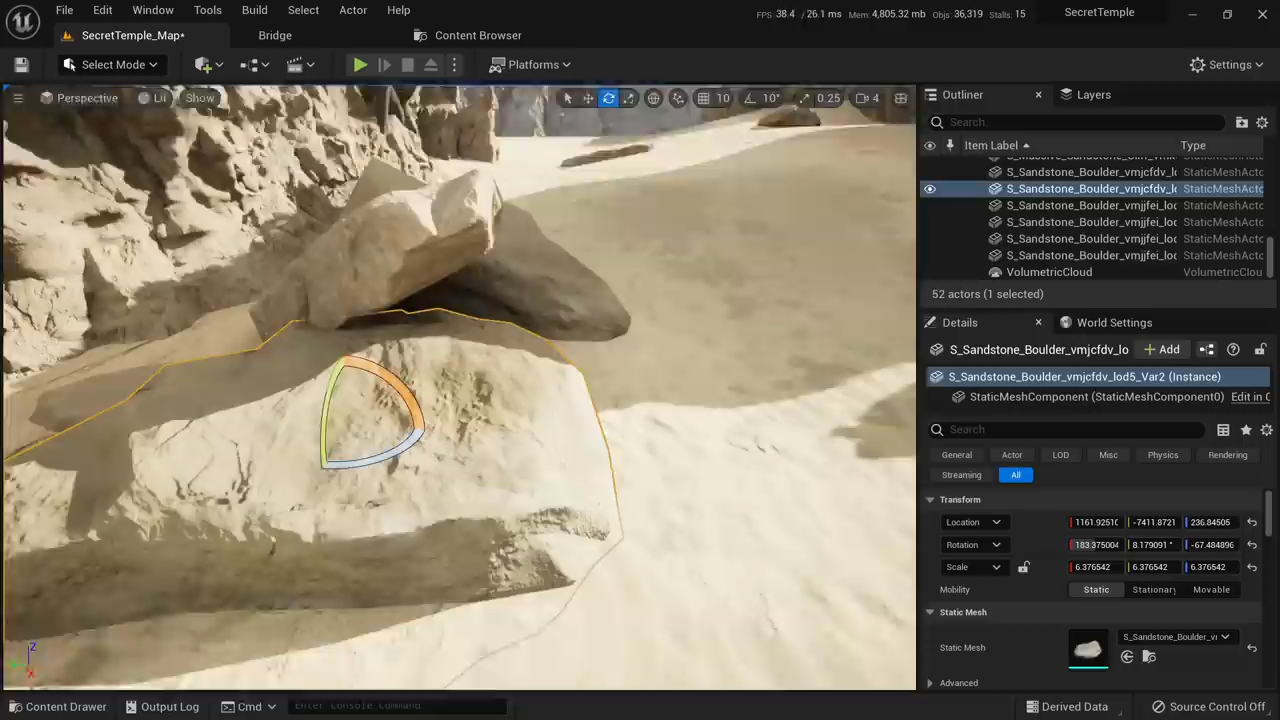 File Edit Window Tools Build Select Actor Help
FPS: 38.4 / 26.1 ms Mem: 4,805.32 mb Objs: 36,319 Stalls: 15
SecretTemple
SecretTemple_Map*
Bridge
Content Browser
Select Mode
Platforms
Settings
Perspective
Show
10
10°
0.25
4
Outliner
Layers
Search...
Item Label
Type
S_Sandstone_Boulder_vmjcfdv_lo StaticMeshActo
S_Sandstone_Boulder_vmjcfdv_lo StaticMeshActo
S_Sandstone_Boulder_vmjjfei_loc StaticMeshActo
S_Sandstone_Boulder_vmjjfei_loc StaticMeshActo
S_Sandstone_Boulder_vmjjfei_loc StaticMeshActo
S_Sandstone_Boulder_vmjjfei_loc StaticMeshActo
VolumetricCloud VolumetricClou
52 actors (1 selected)
Details
World Settings
S_Sandstone_Boulder_vmjcfdv_lo
+ Add
S_Sandstone_Boulder_vmjcfdv_lod5_Var2 (Instance)
StaticMeshComponent (StaticMeshComponent0) Edit in C
Search
General Actor LOD Misc Physics Rendering
Streaming All
Transform
Location 1161.9251 -7411.8721 236.84505
Rotation 183.375004 8.179091 ° -67.484896
Scale 6.376542 6.376542 6.376542
Mobility Static Stationary Movable
Static Mesh
Static Mesh
S_Sandstone_Boulder_vr
Advanced
Z
X
Content Drawer
Output Log
Cmd
Enter Console Command
Derived Data
Source Control Off